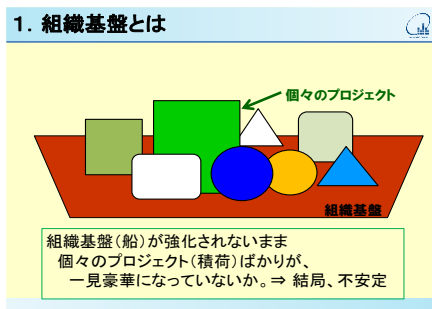 1．組織基盤とは
個々のプロジェクト
組織基盤
組織基盤（船）が強化されないまま
個々のプロジェクト（積荷）ばかりが、
一見豪華になっていないか。⇒ 結局、不安定